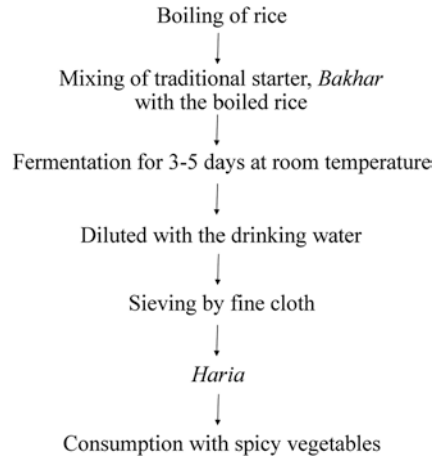 Boiling of rice
Mixing of traditional starter, Bakhar
with the boiled rice
Fermentation for 3-5 days at room temperature
Diluted with the drinking water
Sieving by fine cloth
Haria
Consumption with spicy vegetables